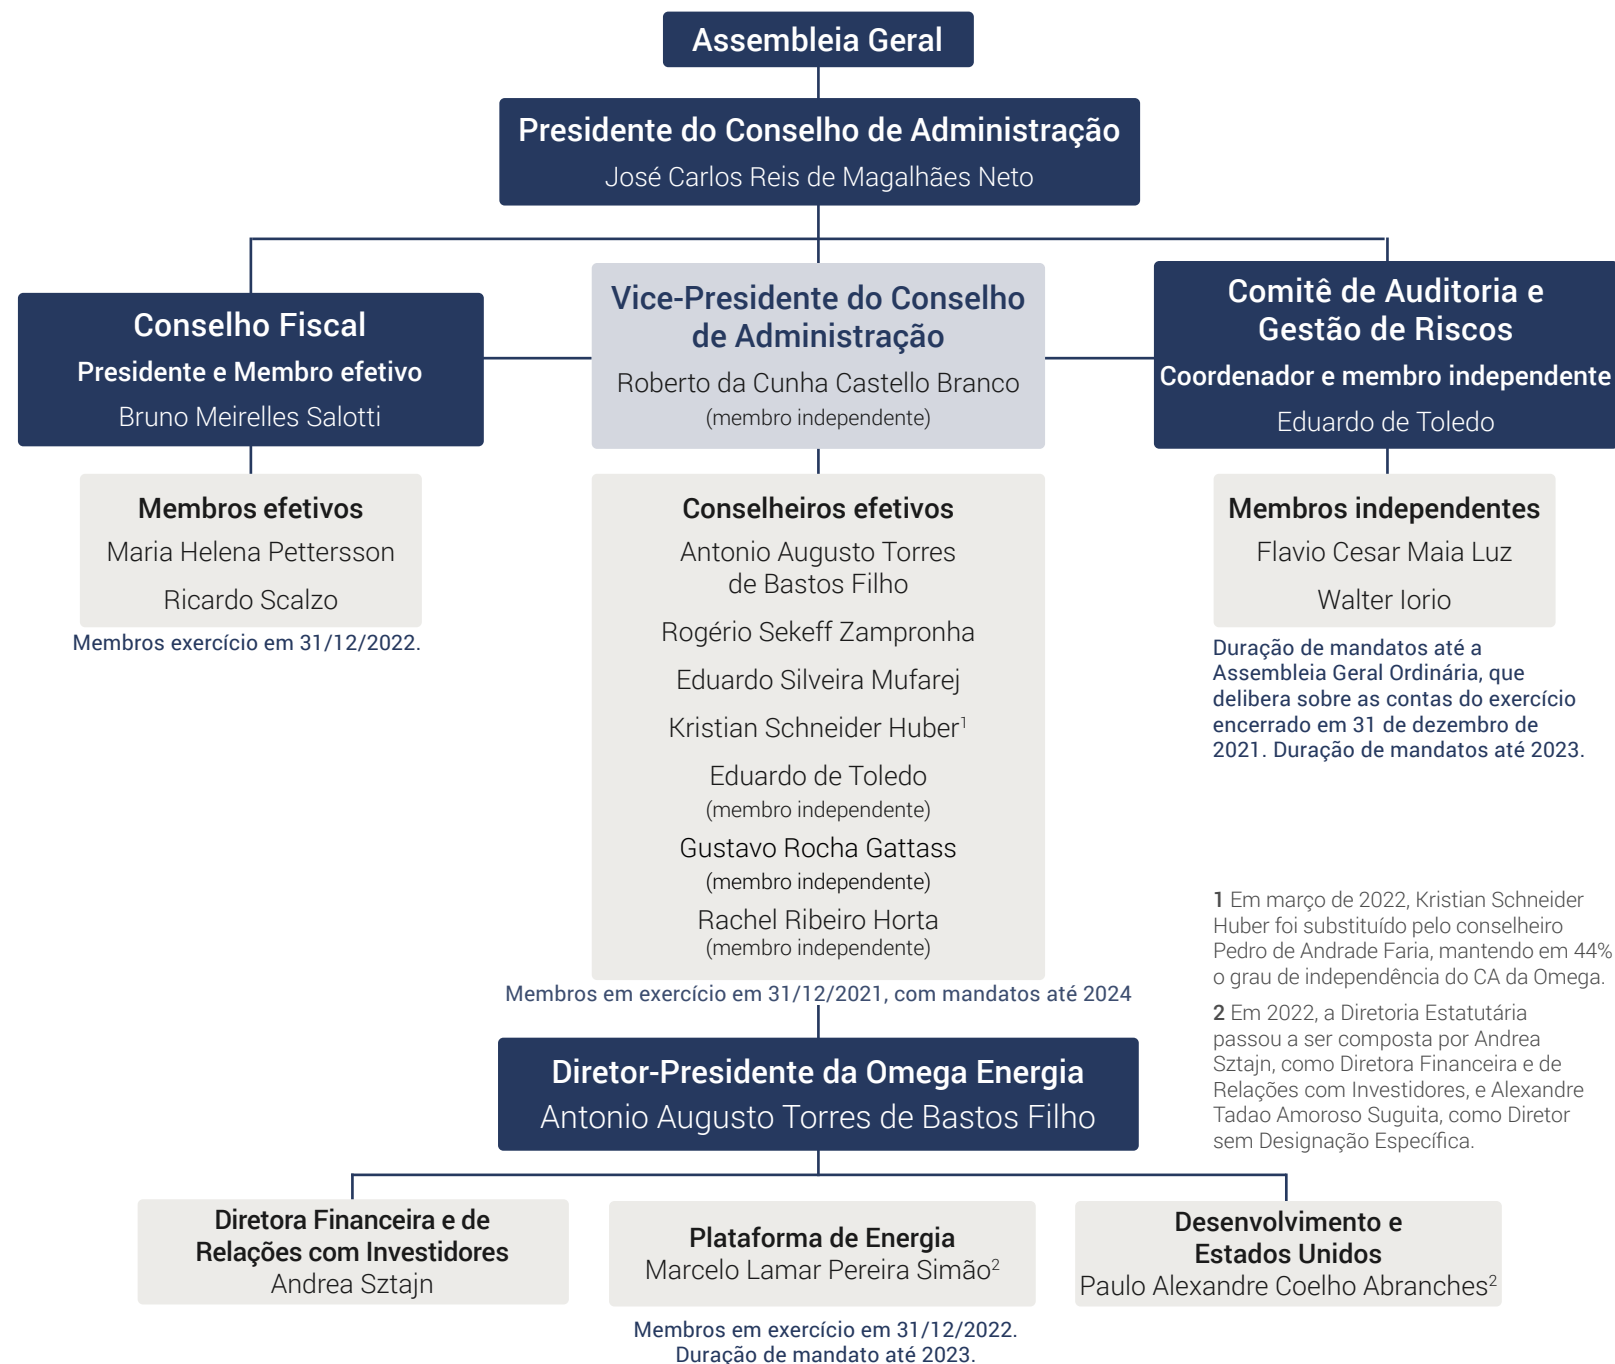 Assembleia Geral
Presidente do Conselho de Administração
José Carlos Reis de Magalhães Neto
Conselho Fiscal
Presidente e Membro efetivo
Bruno Meirelles Salotti
Membros efetivos
Maria Helena Pettersson
Ricardo Scalzo
Membros exercício em 31/12/2022.
Vice-Presidente do Conselho
de Administração
Roberto da Cunha Castello Branco
(membro independente)
Conselheiros efetivos
Antonio Augusto Torres
de Bastos Filho
Rogério Sekeff Zampronha
Eduardo Silveira Mufarej
Kristian Schneider Huber¹
Eduardo de Toledo
(membro independente)
Gustavo Rocha Gattass
(membro independente)
Rachel Ribeiro Horta
(membro independente)
Membros em exercício em 31/12/2021, com mandatos até 2024
Comitê de Auditoria e
Gestão de Riscos
Coordenador e membro independente
Eduardo de Toledo
Membros independentes
Flavio Cesar Maia Luz
Walter Iorio
Duração de mandatos até a
Assembleia Geral Ordinária, que
delibera sobre as contas do exercício
encerrado em 31 de dezembro de
2021. Duração de mandatos até 2023.
1 Em março de 2022, Kristian Schneider
Huber foi substituído pelo conselheiro
Pedro de Andrade Faria, mantendo em 44%
o grau de independência do CA da Omega.
2 Em 2022, a Diretoria Estatutária
passou a ser composta por Andrea
Sztajn, como Diretora Financeira e de
Relações com Investidores, e Alexandre
Tadao Amoroso Suguita, como Diretor
sem Designação Específica.
Diretor-Presidente da Omega Energia
Antonio Augusto Torres de Bastos Filho
Diretora Financeira e de
Relações com Investidores
Andrea Sztajn
Plataforma de Energia
Marcelo Lamar Pereira Simão²
Desenvolvimento e
Estados Unidos
Paulo Alexandre Coelho Abranches²
Membros em exercício em 31/12/2022.
Duração de mandato até 2023.